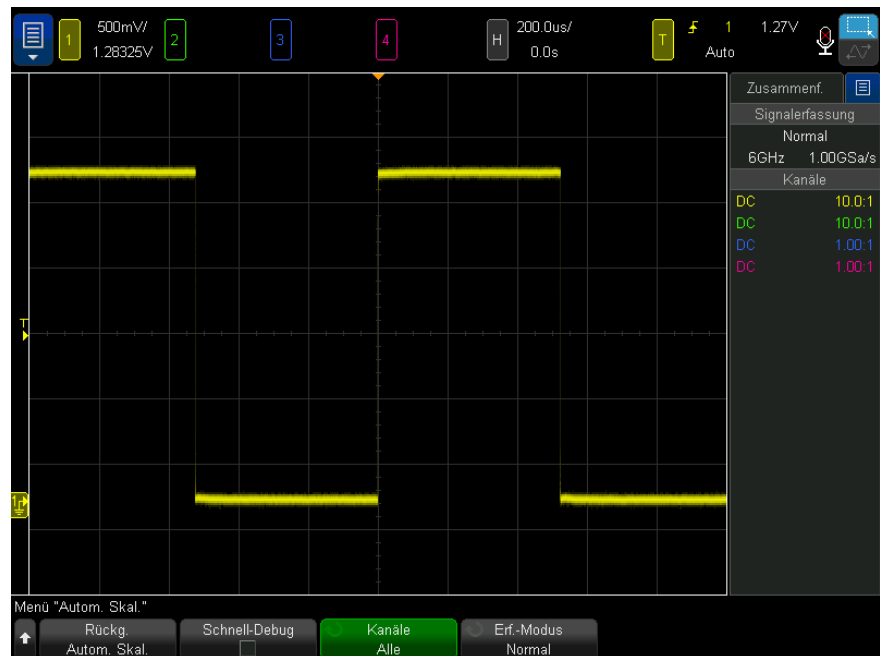 1 500mV/ 2 3 4 H 200.0us/ T 1 1.27V
1.28325V 0.0s Auto
Zusammenf.
Signalerfassung
Normal
6GHz 1.00GSa/s
Kanäle
DC 10.0:1
DC 10.0:1
DC 1.00:1
DC 1.00:1
T
1
Menü "Autom. Skal."
Rückg. Schnell-Debug Kanäle Erf.-Modus
Autom. Skal. Alle Normal